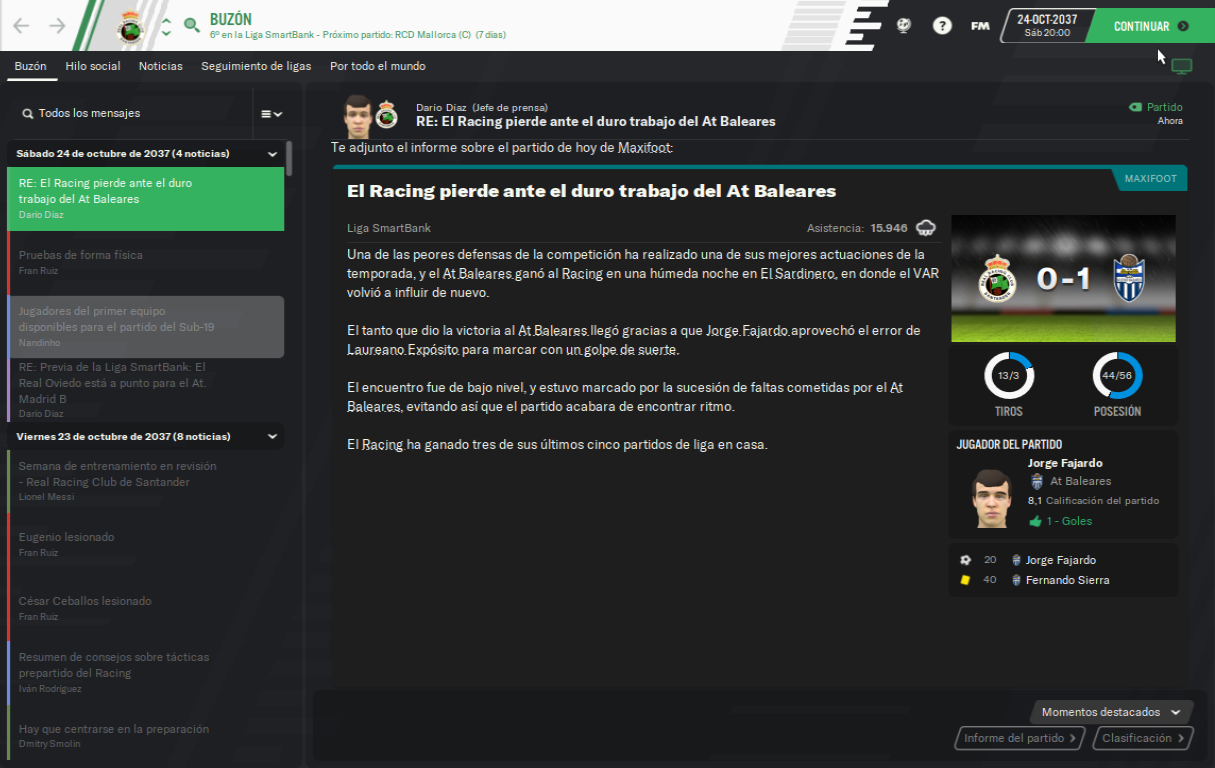 BUZÓN
6º en la Liga SmartBank - Próximo partido: RCD Mallorca (C) (7 días)
FM
24-OCT-2037
Sáb 20:00
CONTINUAR
Buzón
Hilo social
Noticias
Seguimiento de ligas
Por todo el mundo
Todos los mensajes
Sábado 24 de octubre de 2037 (4 noticias)
RE: El Racing pierde ante el duro
trabajo del At Baleares
Darío Díaz
Pruebas de forma física
Fran Ruiz
Jugadores del primer equipo
disponibles para el partido del Sub-19
Nandinho
RE: Previa de la Liga SmartBank: El
Real Oviedo está a punto para el At.
Madrid B
Darío Díaz
Viernes 23 de octubre de 2037 (8 noticias)
Semana de entrenamiento en revisión
- Real Racing Club de Santander
Lionel Messi
Eugenio lesionado
Fran Ruiz
César Ceballos lesionado
Fran Ruiz
Resumen de consejos sobre tácticas
prepartido del Racing
Iván Rodríguez
Hay que centrarse en la preparación
Dmitry Smolin
Darío Díaz (Jefe de prensa)
RE: El Racing pierde ante el duro trabajo del At Baleares
Partido
Ahora
Te adjunto el informe sobre el partido de hoy de Maxifoot:
MAXIFOOT
El Racing pierde ante el duro trabajo del At Baleares
Liga SmartBank
Asistencia: 15.946
Una de las peores defensas de la competición ha realizado una de sus mejores actuaciones de la
temporada, y el At Baleares ganó al Racing en una húmeda noche en El Sardinero, en donde el VAR
volvió a influir de nuevo.
El tanto que dio la victoria al At Baleares llegó gracias a que Jorge Fajardo aprovechó el error de
Laureano Expósito para marcar con un golpe de suerte.
El encuentro fue de bajo nivel, y estuvo marcado por la sucesión de faltas cometidas por el At
Baleares, evitando así que el partido acabara de encontrar ritmo.
El Racing ha ganado tres de sus últimos cinco partidos de liga en casa.
0-1
13/3
TIROS
44/56
POSESIÓN
JUGADOR DEL PARTIDO
Jorge Fajardo
At Baleares
8,1 Calificación del partido
1 - Goles
20 Jorge Fajardo
40 Fernando Sierra
Momentos destacados
Informe del partido
Clasificación